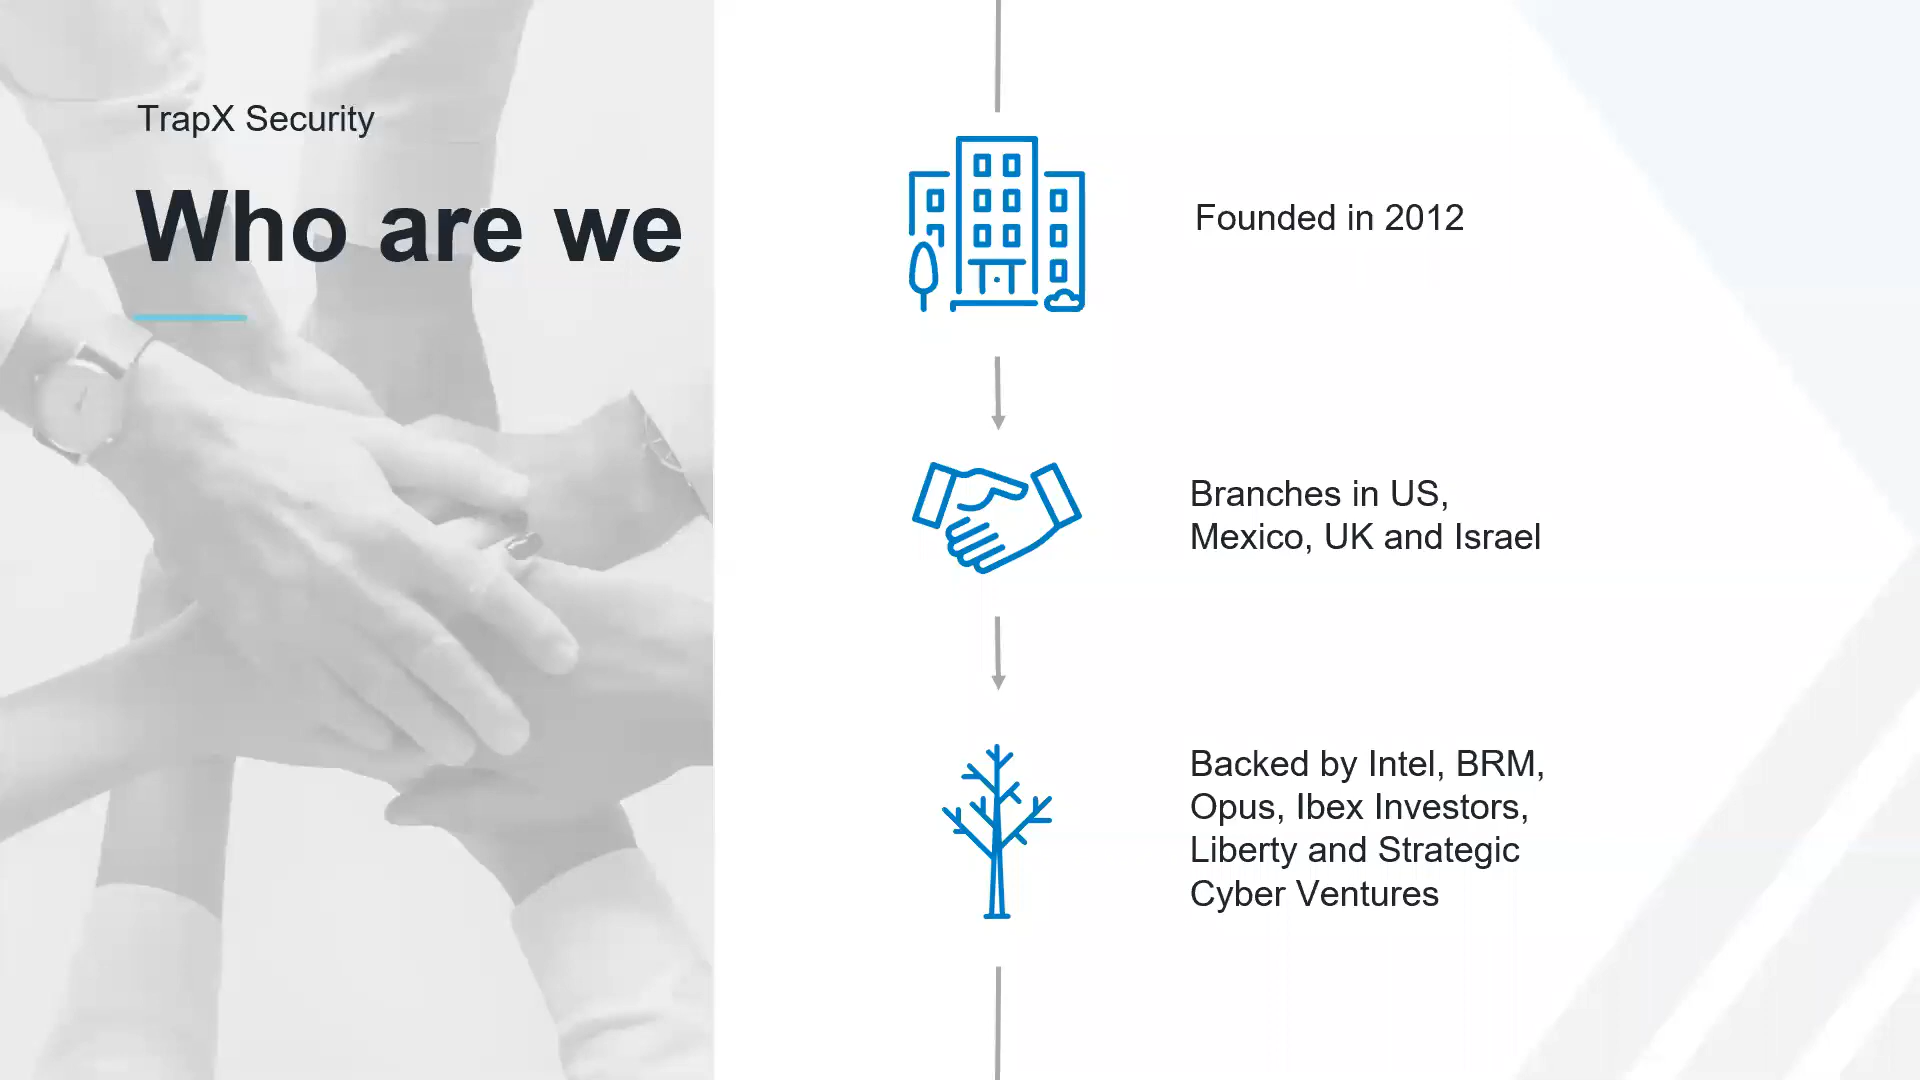 TrapX Security
Who are we
Founded in 2012
Branches in US,
Mexico, UK and Israel
Backed by Intel, BRM,
Opus, Ibex Investors,
Liberty and Strategic
Cyber Ventures